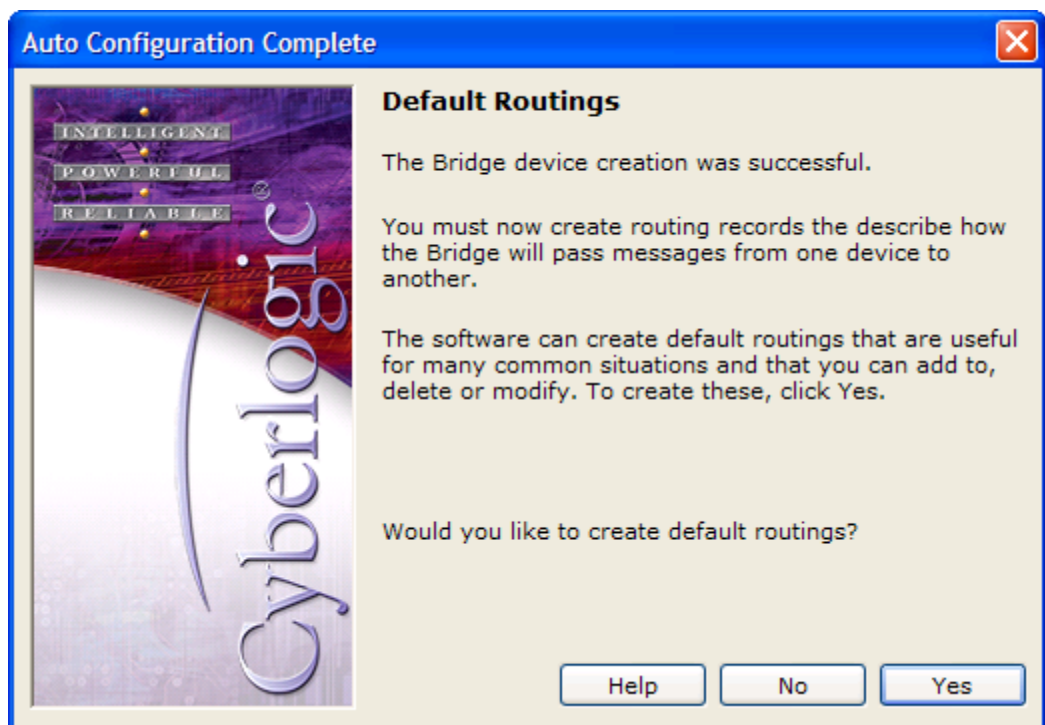 Auto Configuration Complete
INTELLIGENT
POWERFUL
RELIABLE
Cyberlogic®
Default Routings
The Bridge device creation was successful.
You must now create routing records the describe how
the Bridge will pass messages from one device to
another.
The software can create default routings that are useful
for many common situations and that you can add to,
delete or modify. To create these, click Yes.
Would you like to create default routings?
Help
No
Yes